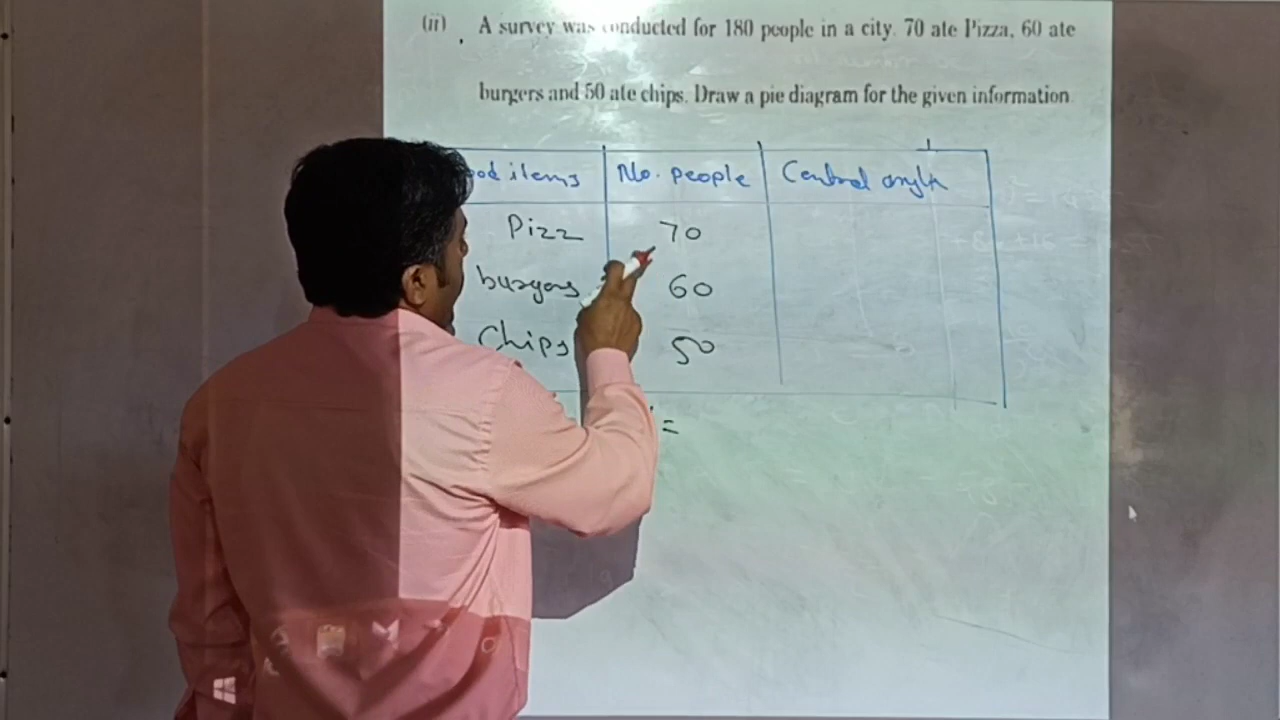 (ii) A survey was conducted for 180 people in a city. 70 ate Pizza, 60 ate
burgers and 50 ate chips. Draw a pie diagram for the given information
ood items No. people Central angle
Pizz 70
burgers 60
Chips 50
=